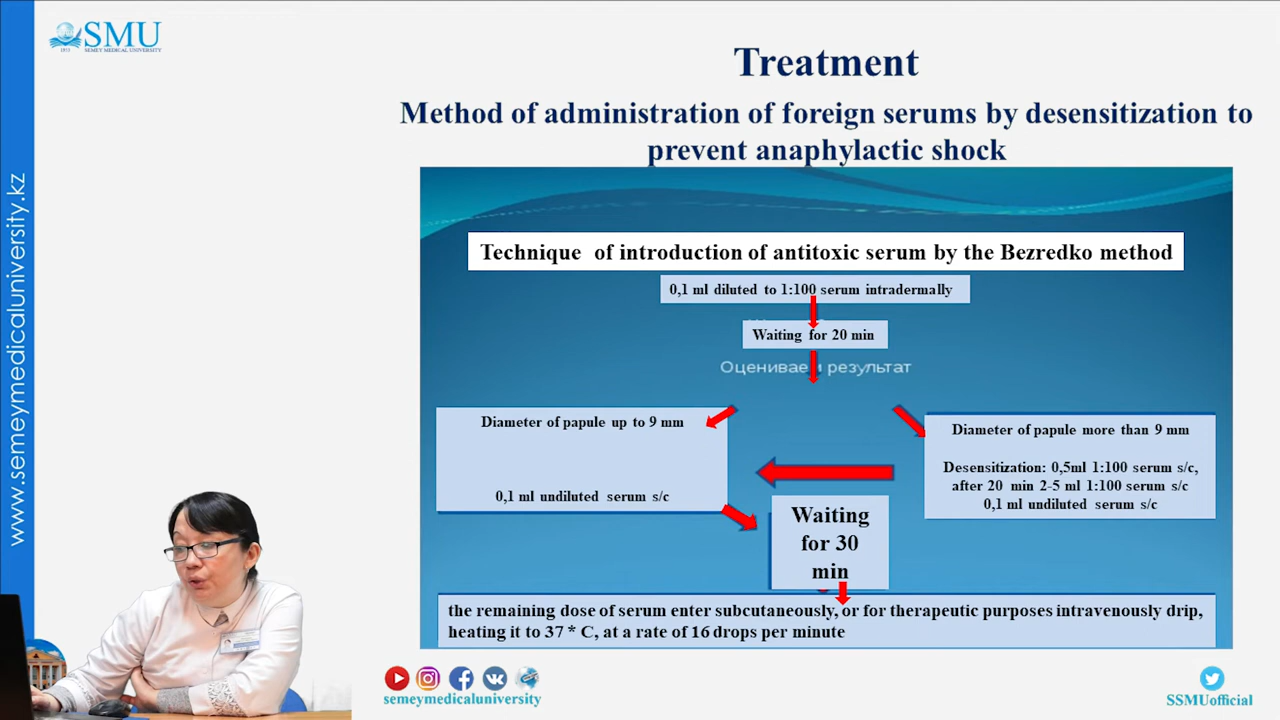 SMU
SEMEY MEDICAL UNIVERSITY
www.semeymedicaluniversity.kz
Treatment
Method of administration of foreign serums by desensitization to
prevent anaphylactic shock
Technique of introduction of antitoxic serum by the Bezredko method
0,1 ml diluted to 1:100 serum intradermally
Waiting for 20 min
Оцениваем результат
Diameter of papule up to 9 mm
0,1 ml undiluted serum s/c
Diameter of papule more than 9 mm
Desensitization: 0,5ml 1:100 serum s/c,
after 20 min 2-5 ml 1:100 serum s/c
0,1 ml undiluted serum s/c
Waiting
for 30
min
the remaining dose of serum enter subcutaneously, or for therapeutic purposes intravenously drip,
heating it to 37 * C, at a rate of 16 drops per minute
semeymedicaluniversity
SSMUofficial